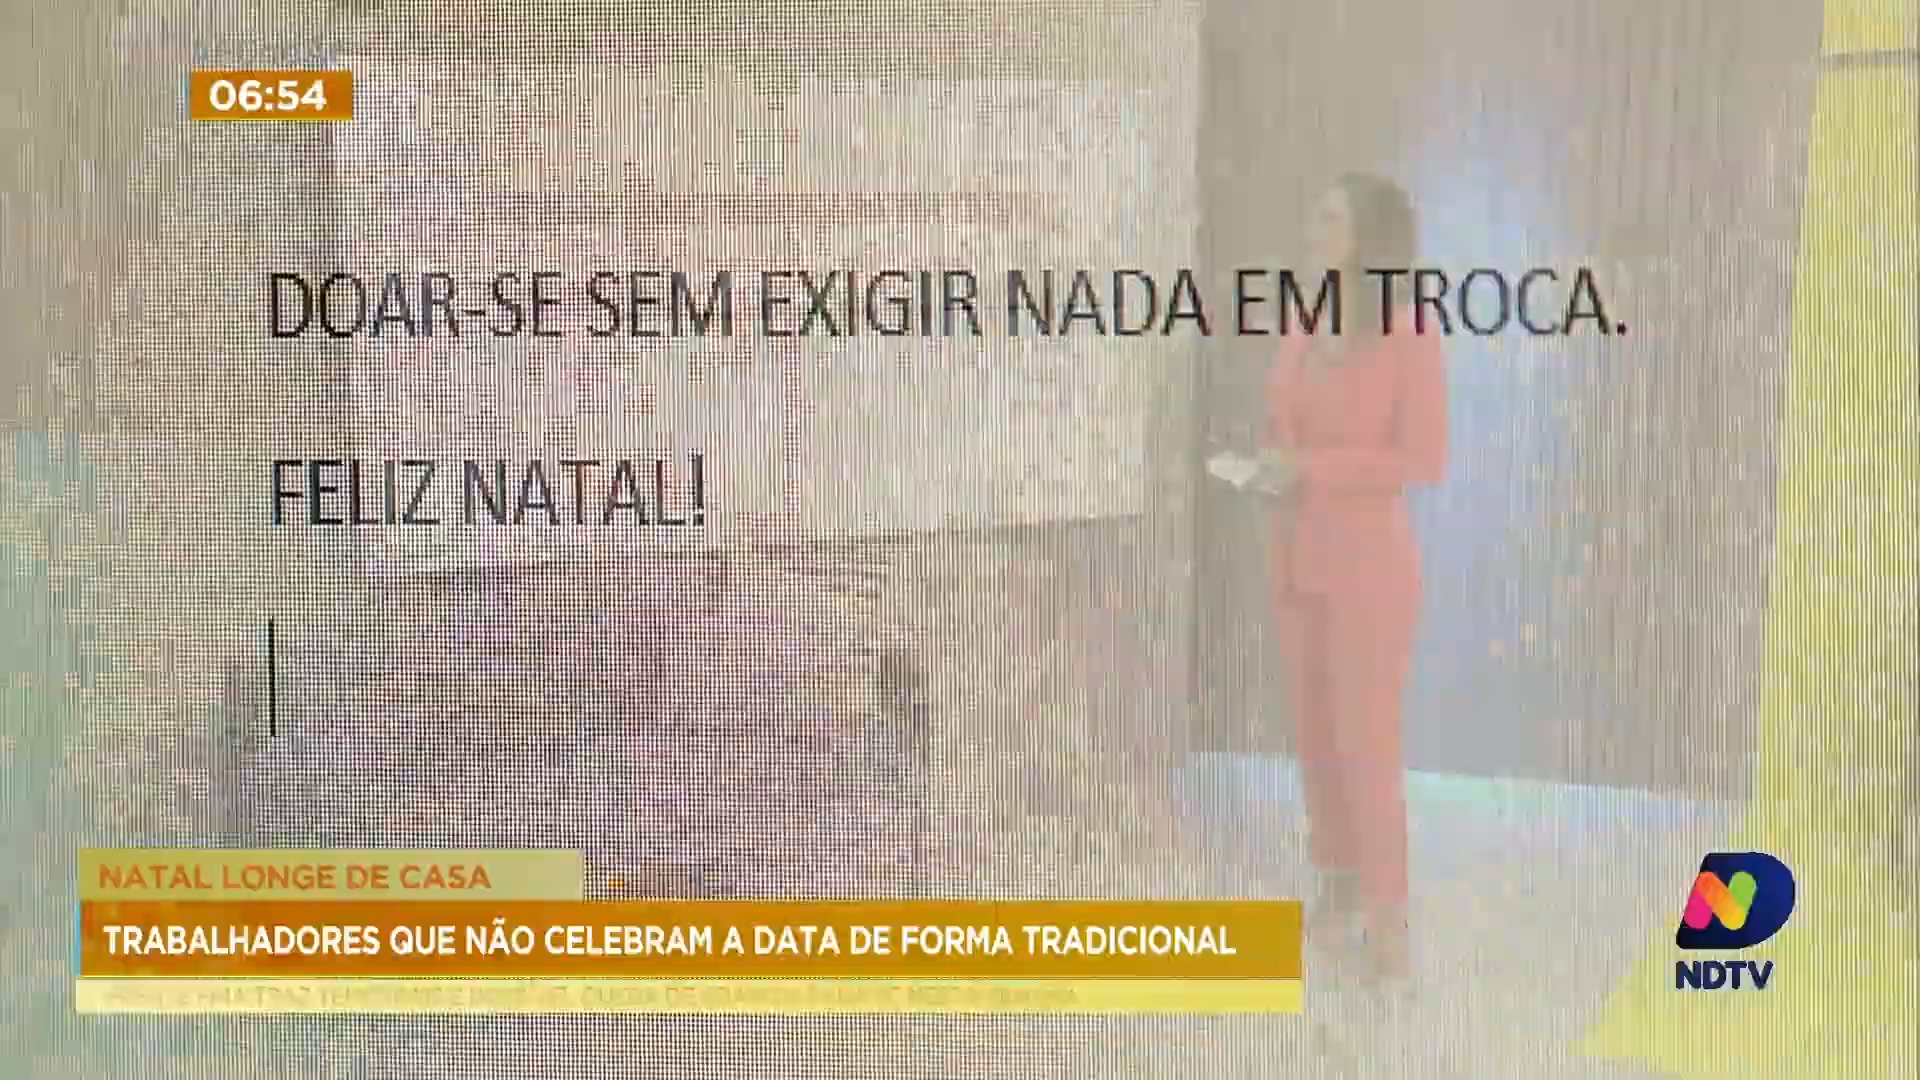 06:54
DOAR-SE SEM EXIGIR NADA EM TROCA.
FELIZ NATAL!
NATAL LONGE DE CASA
TRABALHADORES QUE NÃO CELEBRAM A DATA DE FORMA TRADICIONAL
NDTV